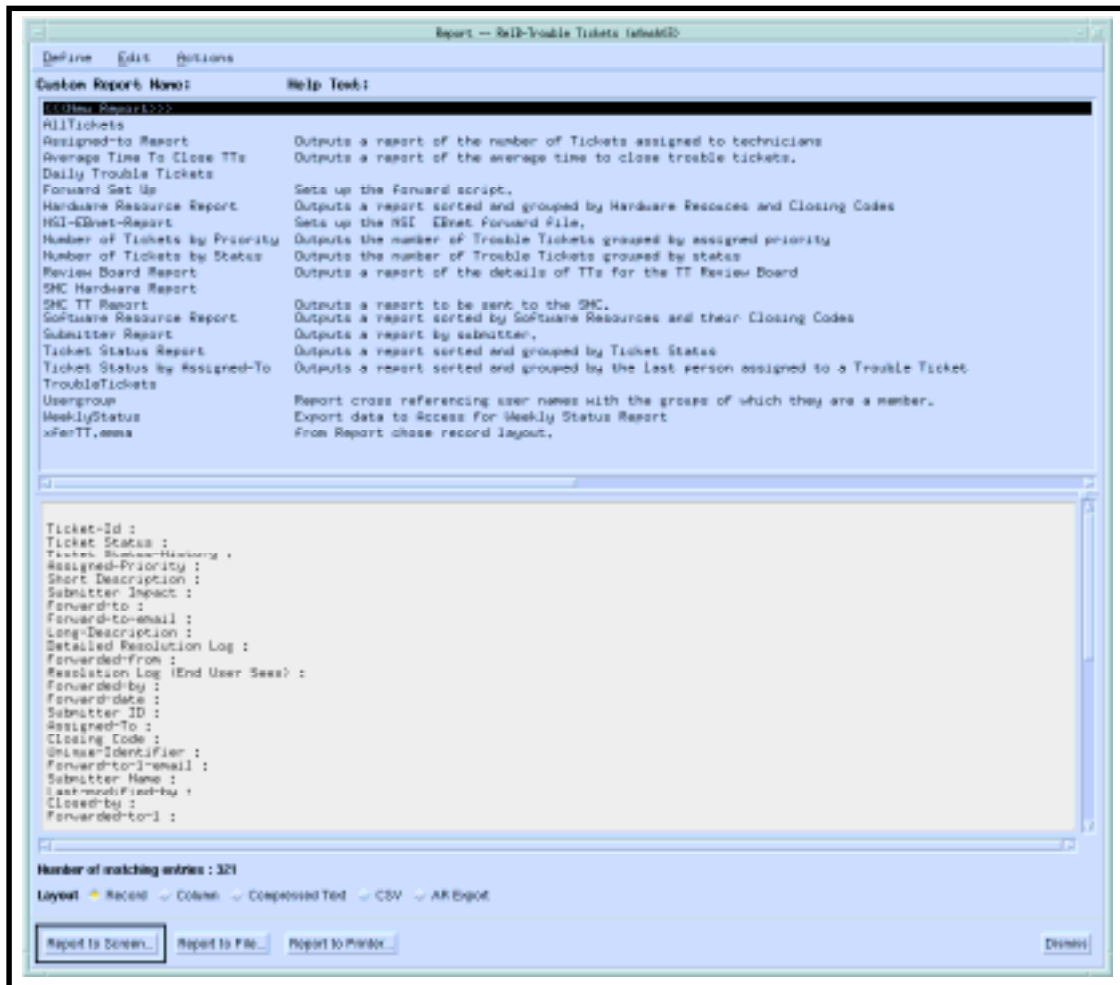 Report -- RelB-Trouble Tickets
Define Edit Actions
Custom Report Name: Help Text:
<<<New Report>>>
AllTickets
Assigned-to Report Outputs a report of the number of Tickets assigned to technicians
Average Time To Close TTs Outputs a report of the average time to close trouble tickets.
Daily Trouble Tickets
Forward Set Up Sets up the forward script.
Hardware Resource Report Outputs a report sorted and grouped by Hardware Resouces and Closing Codes
NSI-EBnet-Report Sets up the NSI EBnet forward file.
Number of Tickets by Priority Outputs the number of Trouble Tickets grouped by assigned priority
Number of Tickets by Status Outputs the number of Trouble Tickets grouped by status
Review Board Report Outputs a report of the details of TTs for the TT Review Board
SMC Hardware Report
SMC TT Report Outputs a report to be sent to the SMC.
Software Resource Report Outputs a report sorted by Software Resources and their Closing Codes
Submitter Report Outputs a report by submitter.
Ticket Status Report Outputs a report sorted and grouped by Ticket Status
Ticket Status by Assigned-To Outputs a report sorted and grouped by the last person assigned to a Trouble Ticket
TroubleTickets
Usergroup Report cross referencing user names with the groups of which they are a member.
WeeklyStatus Export data to Access for Weekly Status Report
xferTT.emma From Report chose record layout.
Ticket-Id :
Ticket Status :
Ticket Status-History :
Assigned-Priority :
Short Description :
Submitter Impact :
Forward-to :
Forward-to-email :
Long-Description :
Detailed Resolution Log :
Forwarded-from :
Resolution Log (End User Sees) :
Forwarded-by :
Forward-date :
Submitter ID :
Assigned-To :
Closing Code :
Unique-Identifier :
Forward-to-1-email :
Submitter Name :
Last-modified-by :
Closed-by :
Forwarded-to-1 :
Number of matching entries : 321
Layout Record Column Compressed Text CSV AR Export
Report to Screen... Report to File... Report to Printer... Dismiss